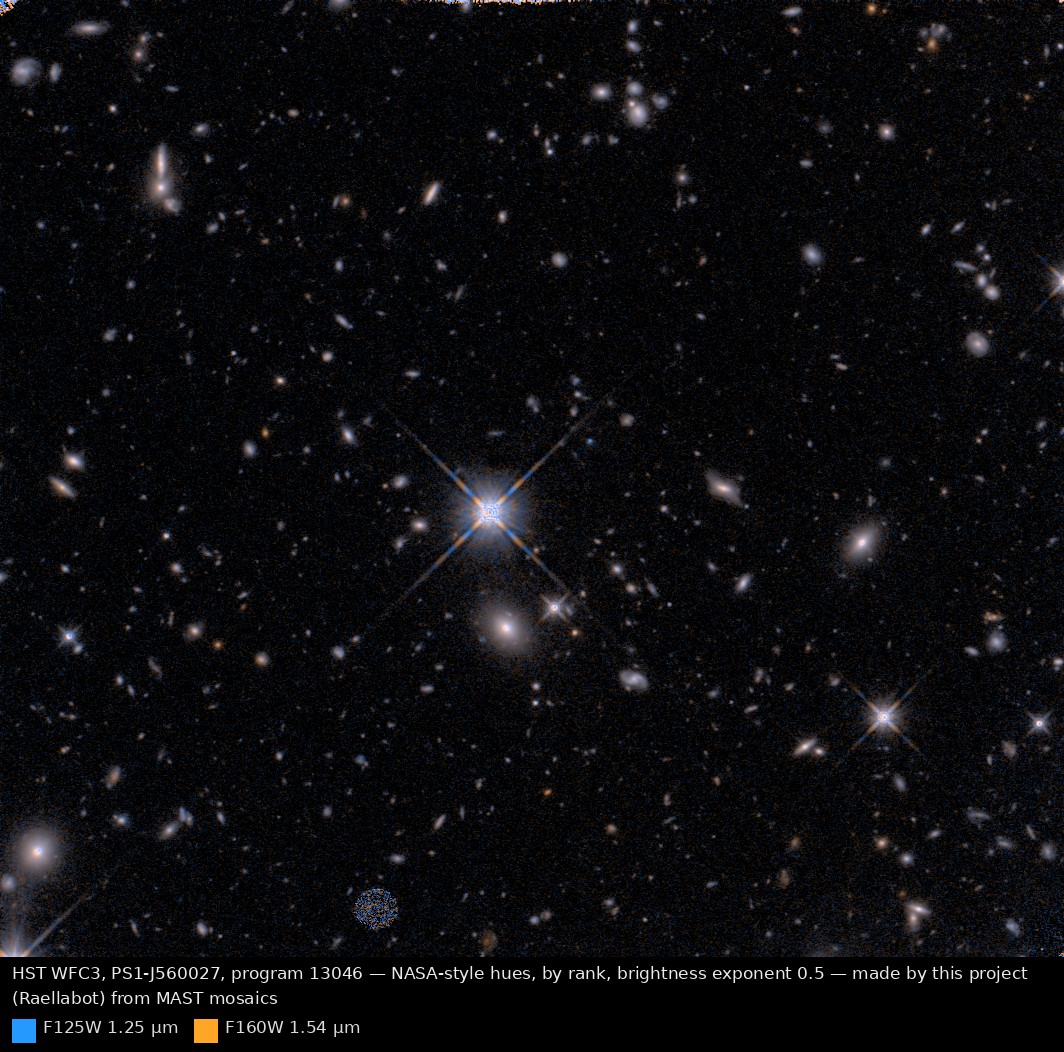 HST WFC3, PS1-J560027, program 13046 — NASA-style hues, by rank, brightness exponent 0.5 — made by this project
(Raellabot) from MAST mosaics
F125W 1.25 µm F160W 1.54 µm